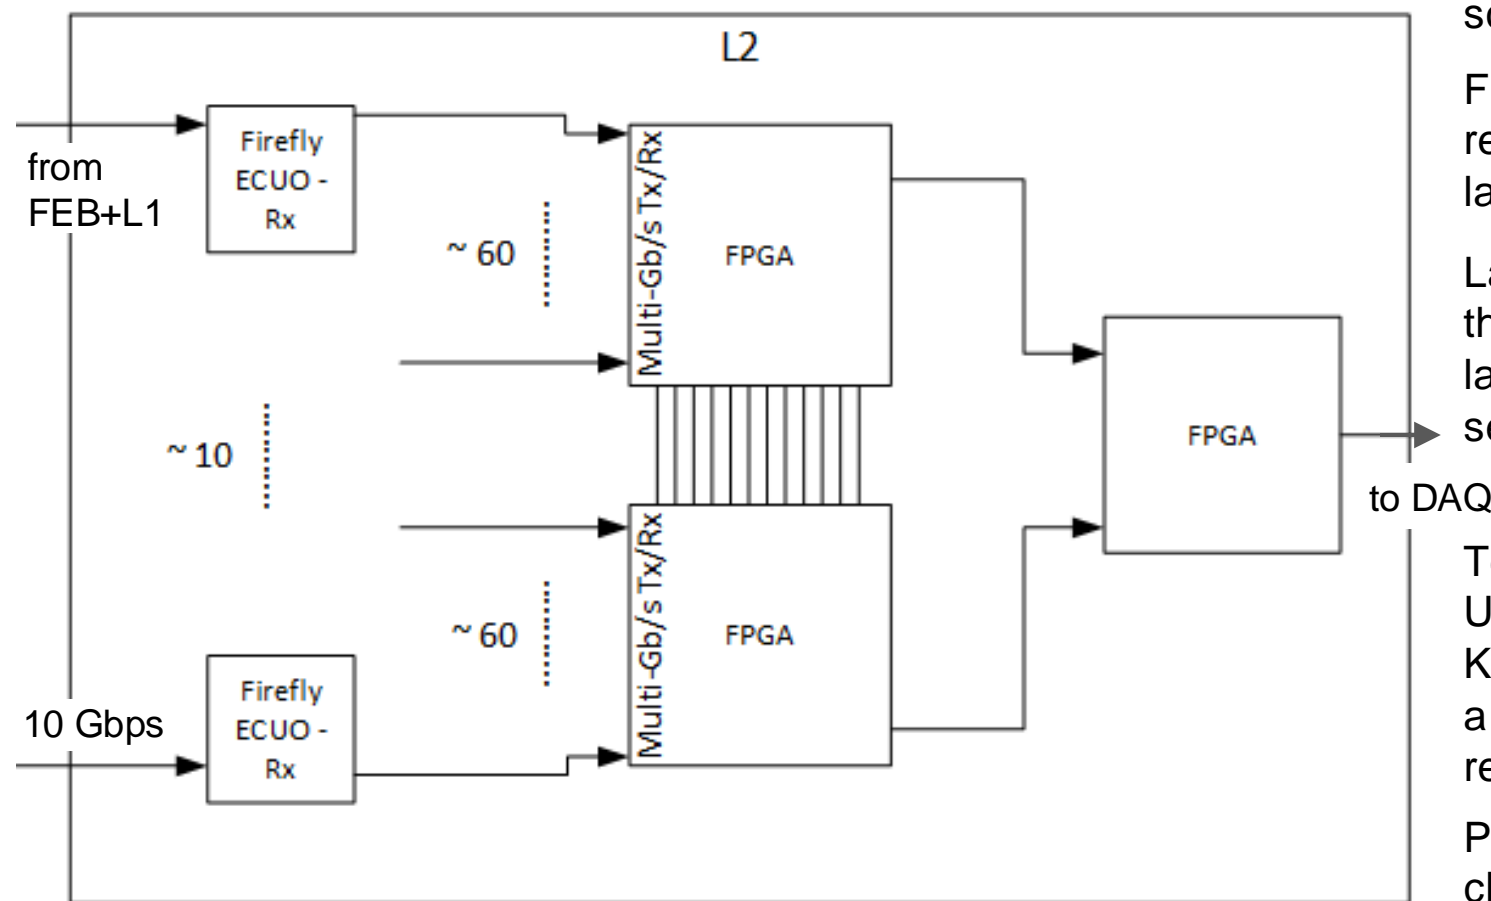 L2
from
FEB+L1
Firefly
ECUO -
Rx
~ 60
Multi-Gb/s Tx/Rx
FPGA
~ 10
FPGA
to DAQ
~ 60
Multi-Gb/s Tx/Rx
FPGA
10 Gbps
Firefly
ECUO -
Rx